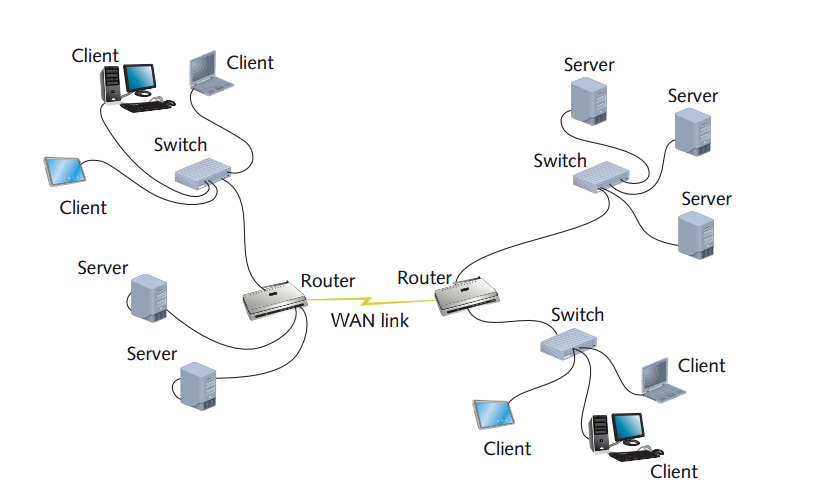 Client
Client
Switch
Client
Server
Server
Router
WAN link
Router
Server
Server
Switch
Server
Switch
Client
Client
Client